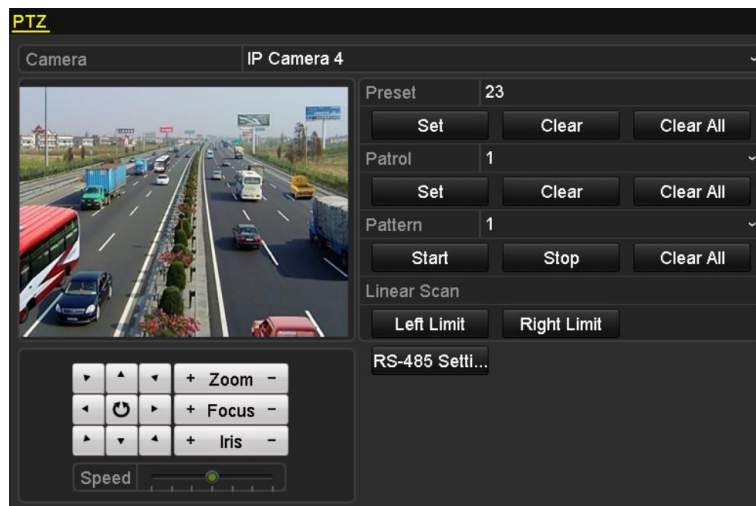 PTZ
Camera IP Camera 4
Preset 23
Set Clear Clear All
Patrol 1
Set Clear Clear All
Pattern 1
Start Stop Clear All
Linear Scan
Left Limit Right Limit
RS-485 Setti...
+ Zoom -
+ Focus -
+ Iris -
Speed